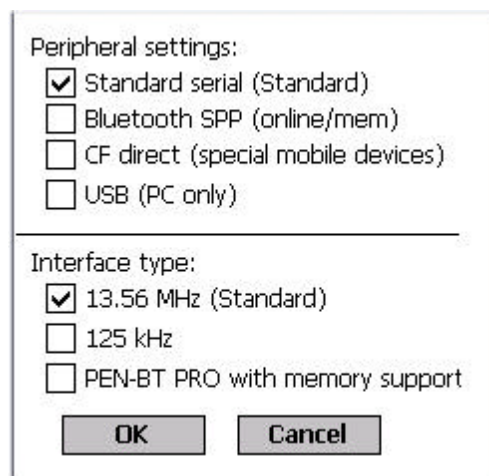 Peripheral settings:
Standard serial (Standard)
Bluetooth SPP (online/mem)
CF direct (special mobile devices)
USB (PC only)
Interface type:
13.56 MHz (Standard)
125 kHz
PEN-BT PRO with memory support
OK Cancel